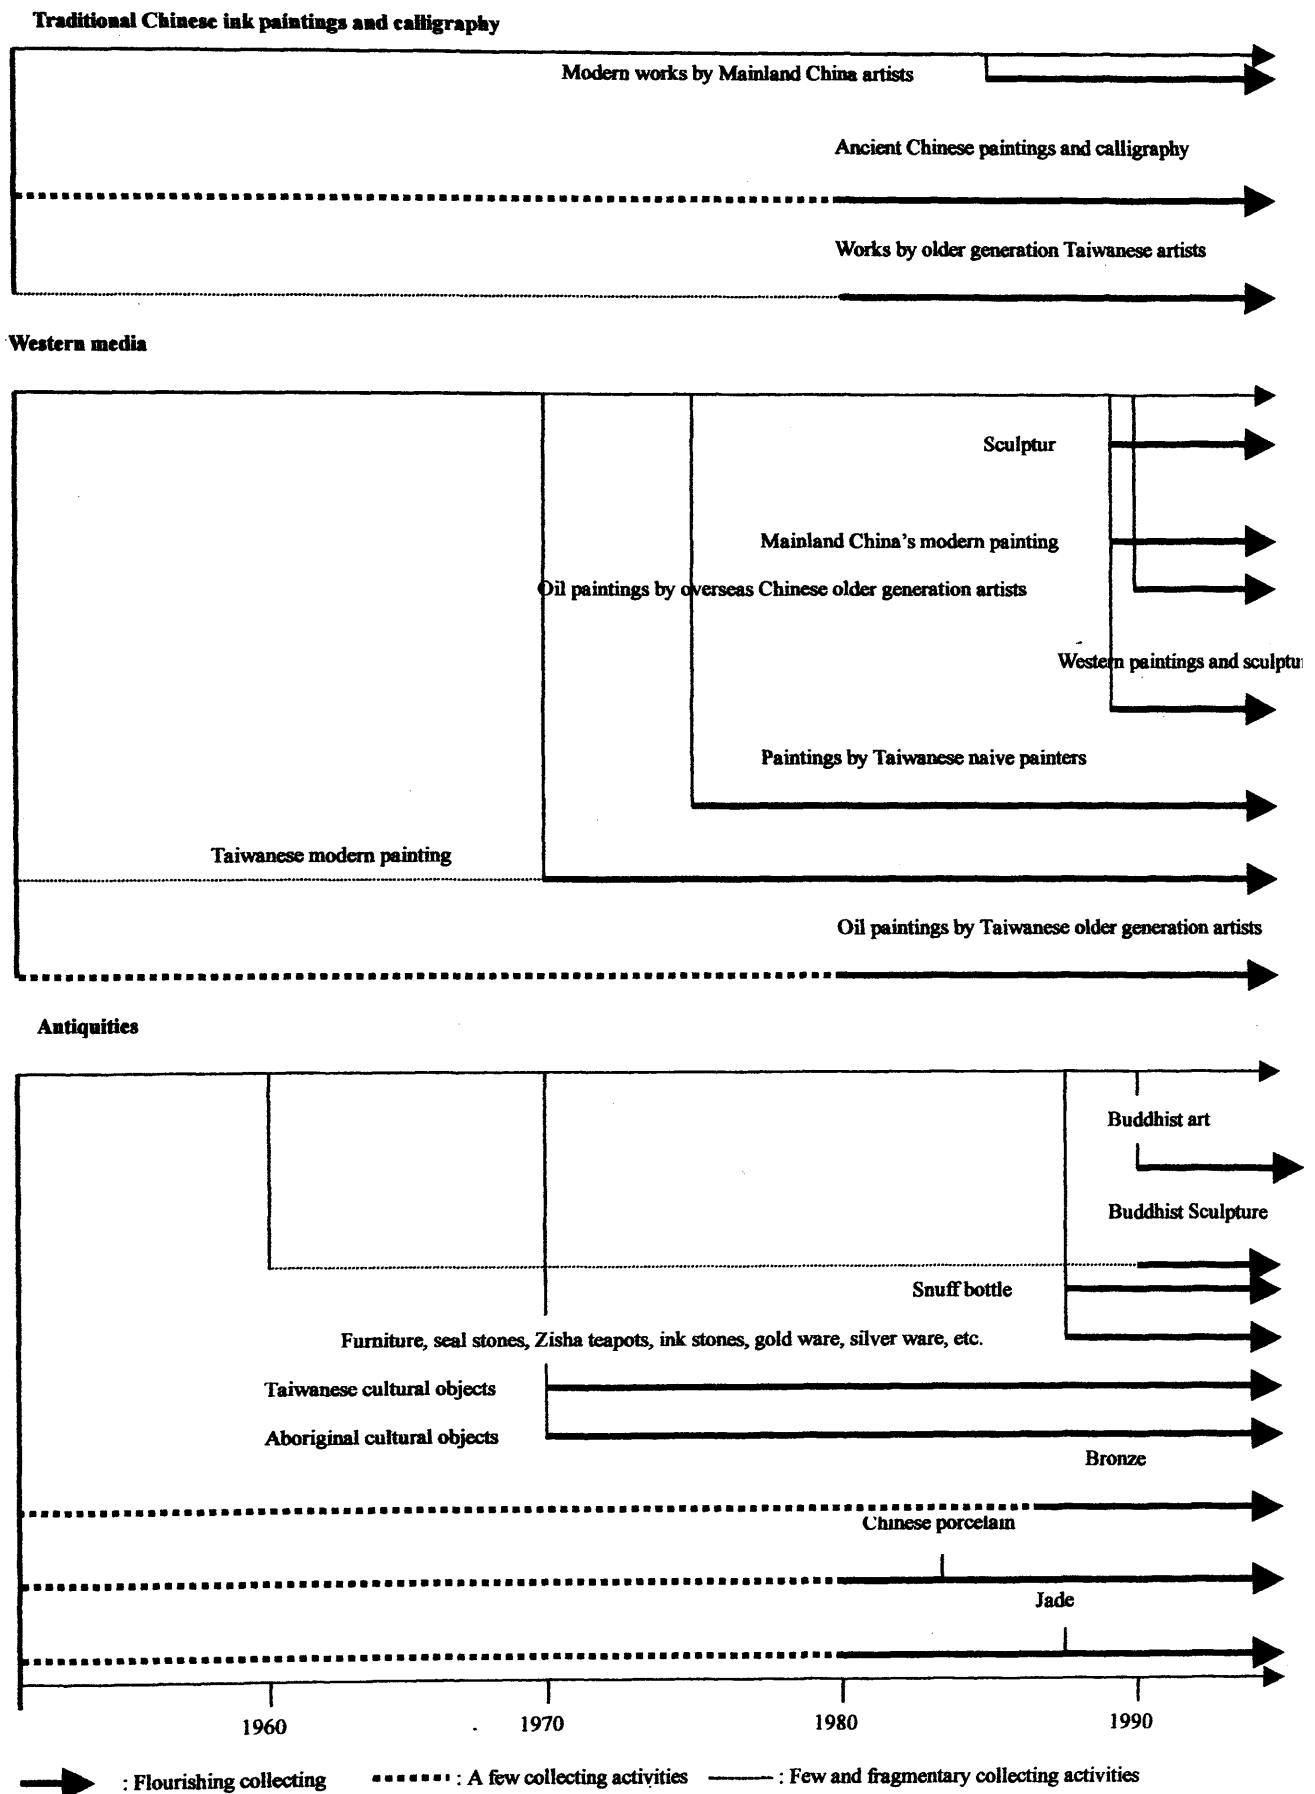 Traditional Chinese ink paintings and calligraphy
Modern works by Mainland China artists
Ancient Chinese paintings and calligraphy
Works by older generation Taiwanese artists
Western media
Sculptur
Mainland China's modern painting
Oil paintings by overseas Chinese older generation artists
Western paintings and sculptu
Paintings by Taiwanese naive painters
Taiwanese modern painting
Oil paintings by Taiwanese older generation artists
Antiquities
Buddhist art
Buddhist Sculpture
Snuff bottle
Furniture, seal stones, Zisha teapots, ink stones, gold ware, silver ware, etc.
Taiwanese cultural objects
Aboriginal cultural objects
Bronze
Chinese porcelain
Jade
1960 1970 1980 1990
: Flourishing collecting : A few collecting activities : Few and fragmentary collecting activities